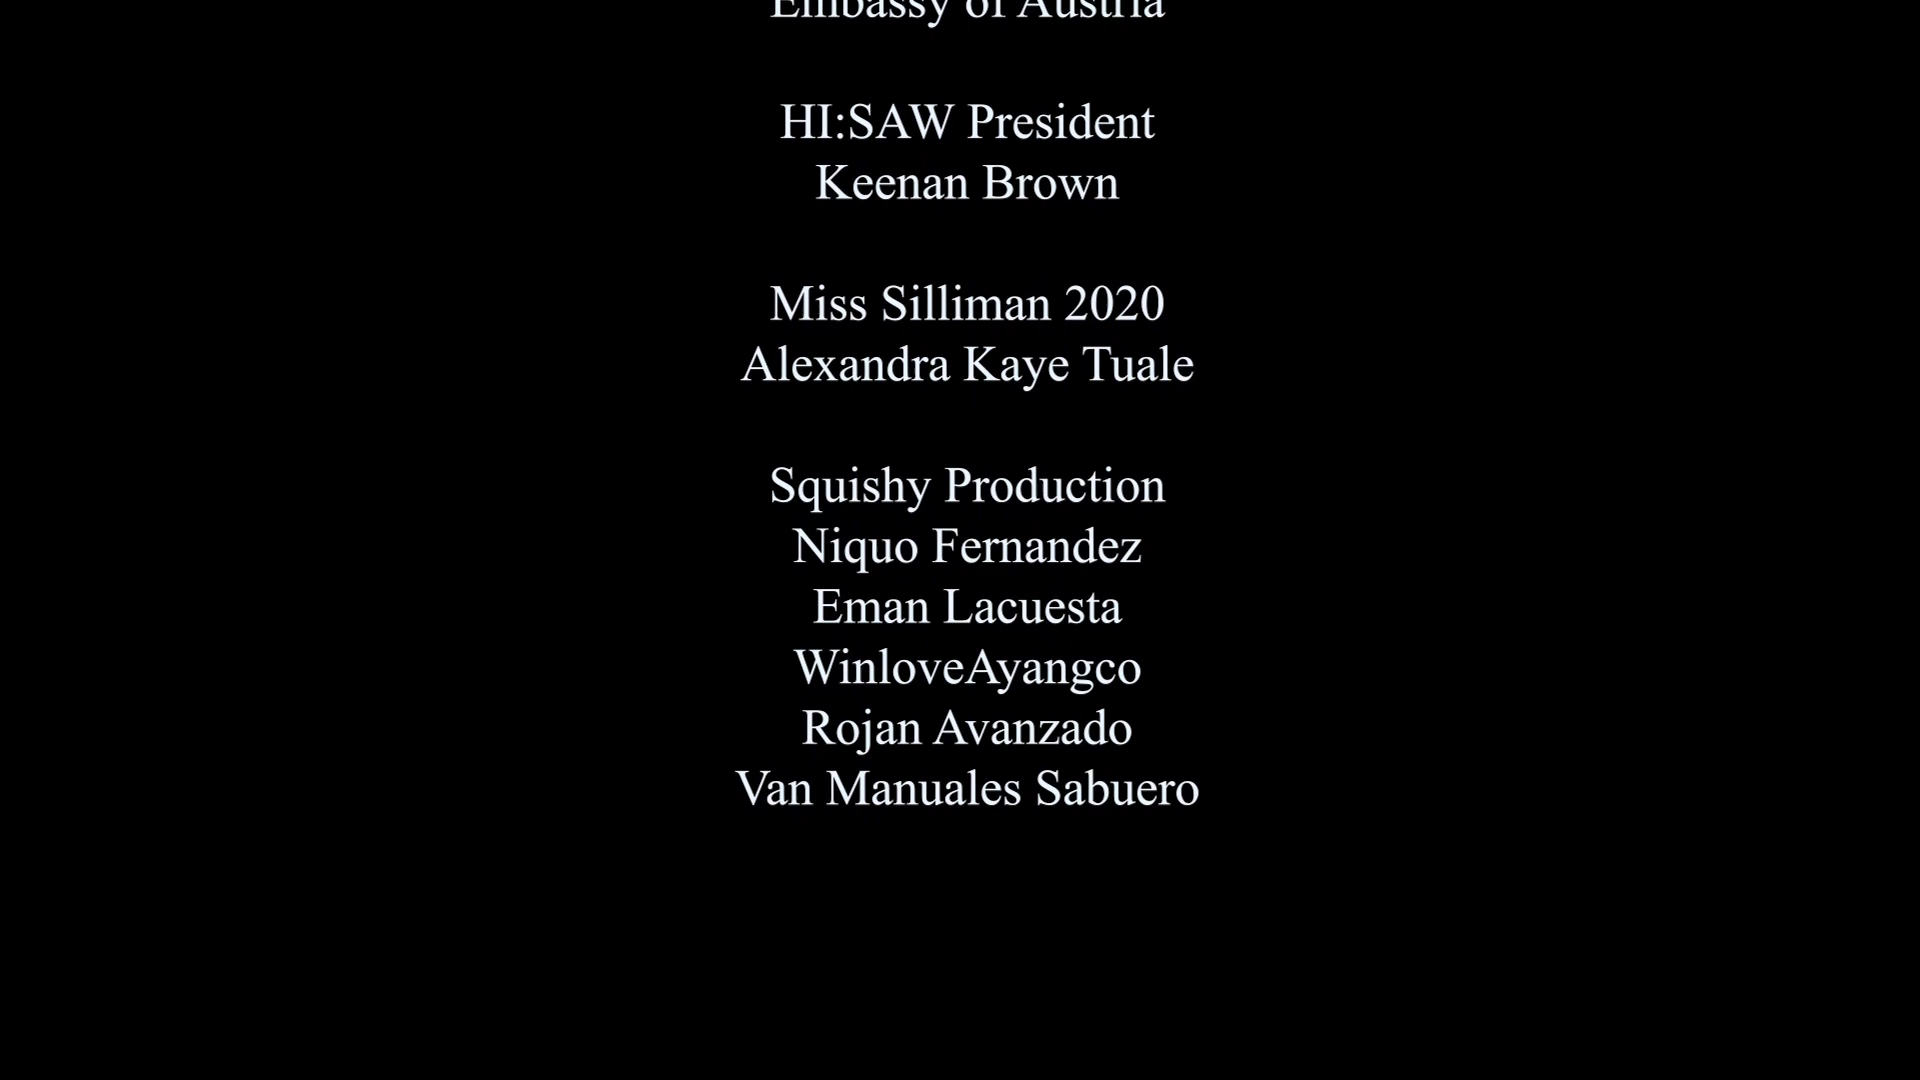 Embassy of Austria
HI:SAW President
Keenan Brown
Miss Silliman 2020
Alexandra Kaye Tuale
Squishy Production
Niquo Fernandez
Eman Lacuesta
WinloveAyangco
Rojan Avanzado
Van Manuales Sabuero